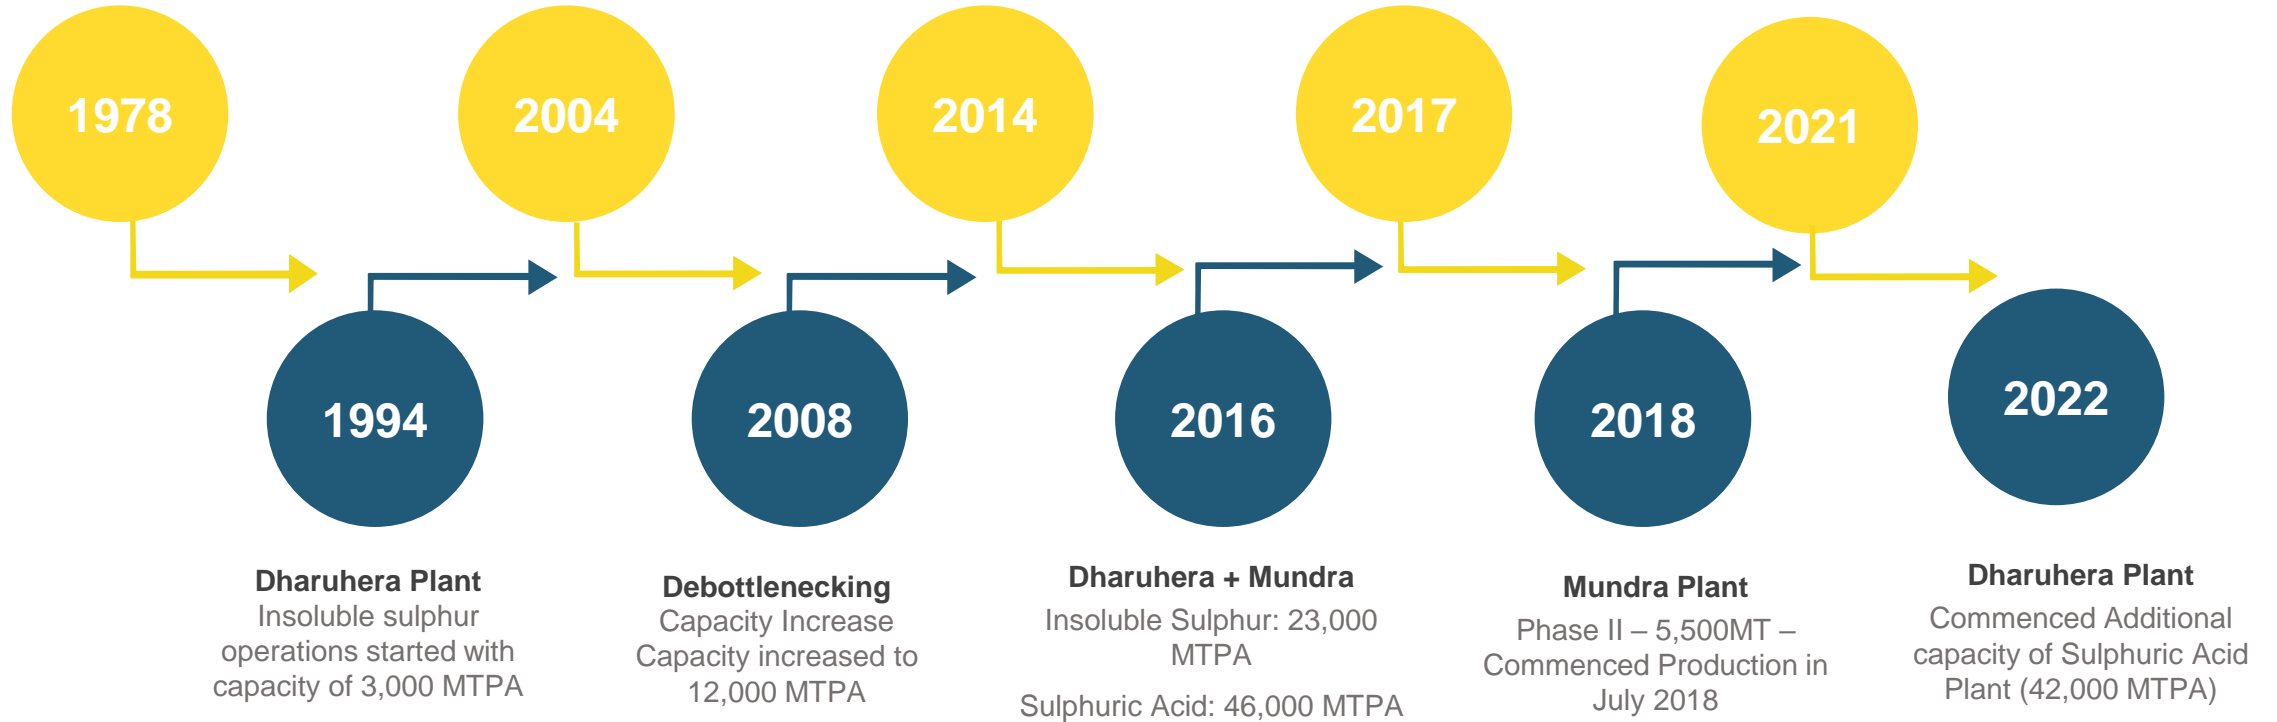 1978
2004
2014
2017
2021
1994
2008
2016
2018
2022
Dharuhera Plant
Insoluble sulphur
operations started with
capacity of 3,000 MTPA
Debottlenecking
Capacity Increase
Capacity increased to
12,000 MTPA
Dharuhera + Mundra
Insoluble Sulphur: 23,000
MTPA
Sulphuric Acid: 46,000 MTPA
Mundra Plant
Phase II – 5,500MT –
Commenced Production in
July 2018
Dharuhera Plant
Commenced Additional
capacity of Sulphuric Acid
Plant (42,000 MTPA)